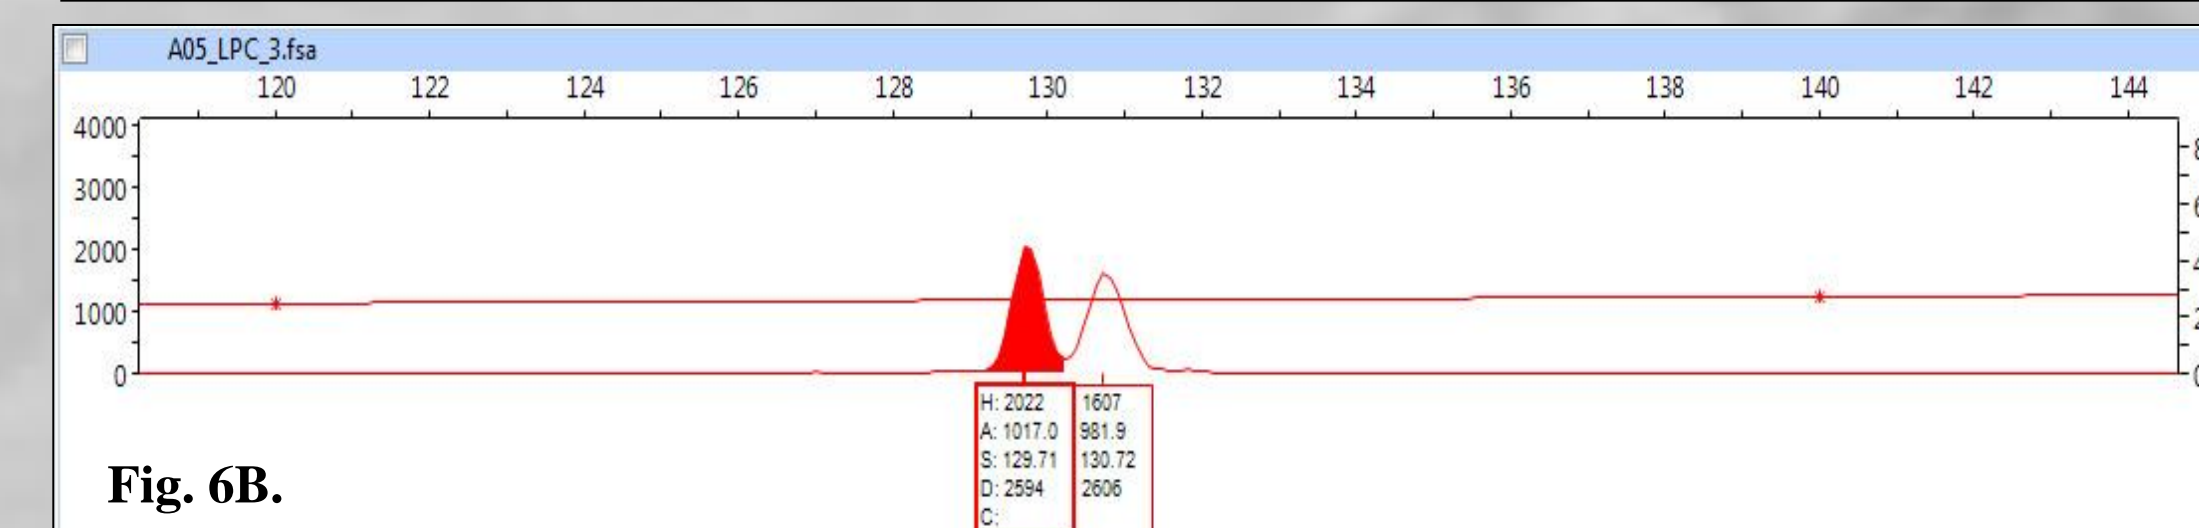 A05_LPC_3.fsa
120 122 124 126 128 130 132 134 136 138 140 142 144
4000
3000
2000
1000
0
H: 2022 1607
A: 1017.0 981.9
S: 129.71 130.72
D: 2594 2606
C:
Fig. 6B.